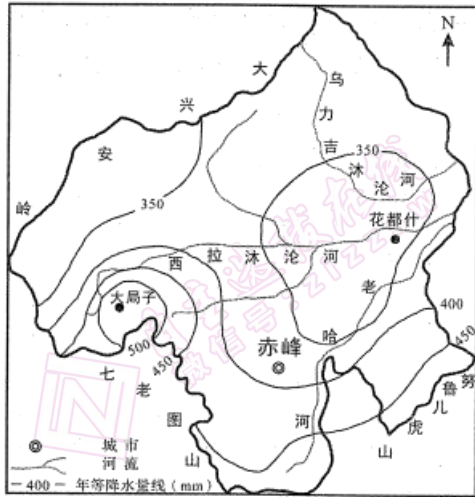 N
大
兴
安
岭
乌
力
吉
沐
沦
河
350
350
花都什
西拉沐沦河
老
哈
河
大局子
500
450
赤峰
400
450
七
老
图
山
努
鲁
儿
虎
山
城市
河流
—400— 年等降水量线(mm)